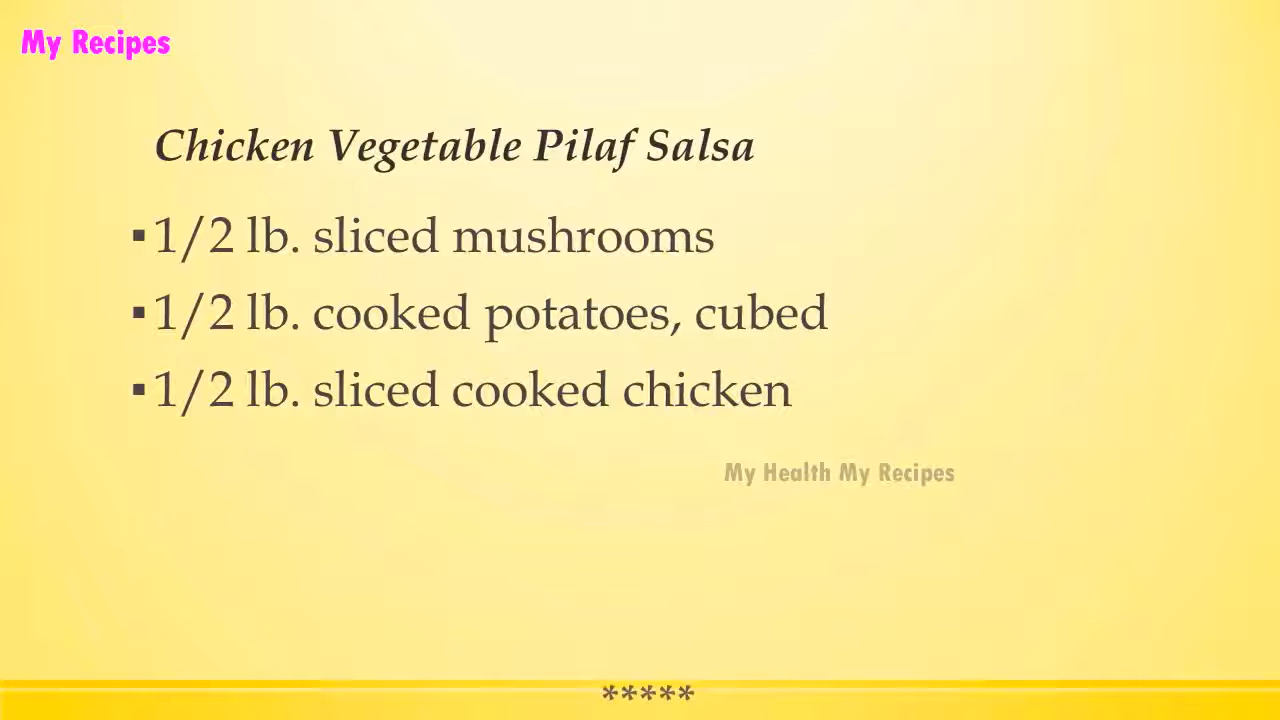 My Recipes
Chicken Vegetable Pilaf Salsa
▪1/2 lb. sliced mushrooms
▪1/2 lb. cooked potatoes, cubed
▪1/2 lb. sliced cooked chicken
My Health My Recipes
*****